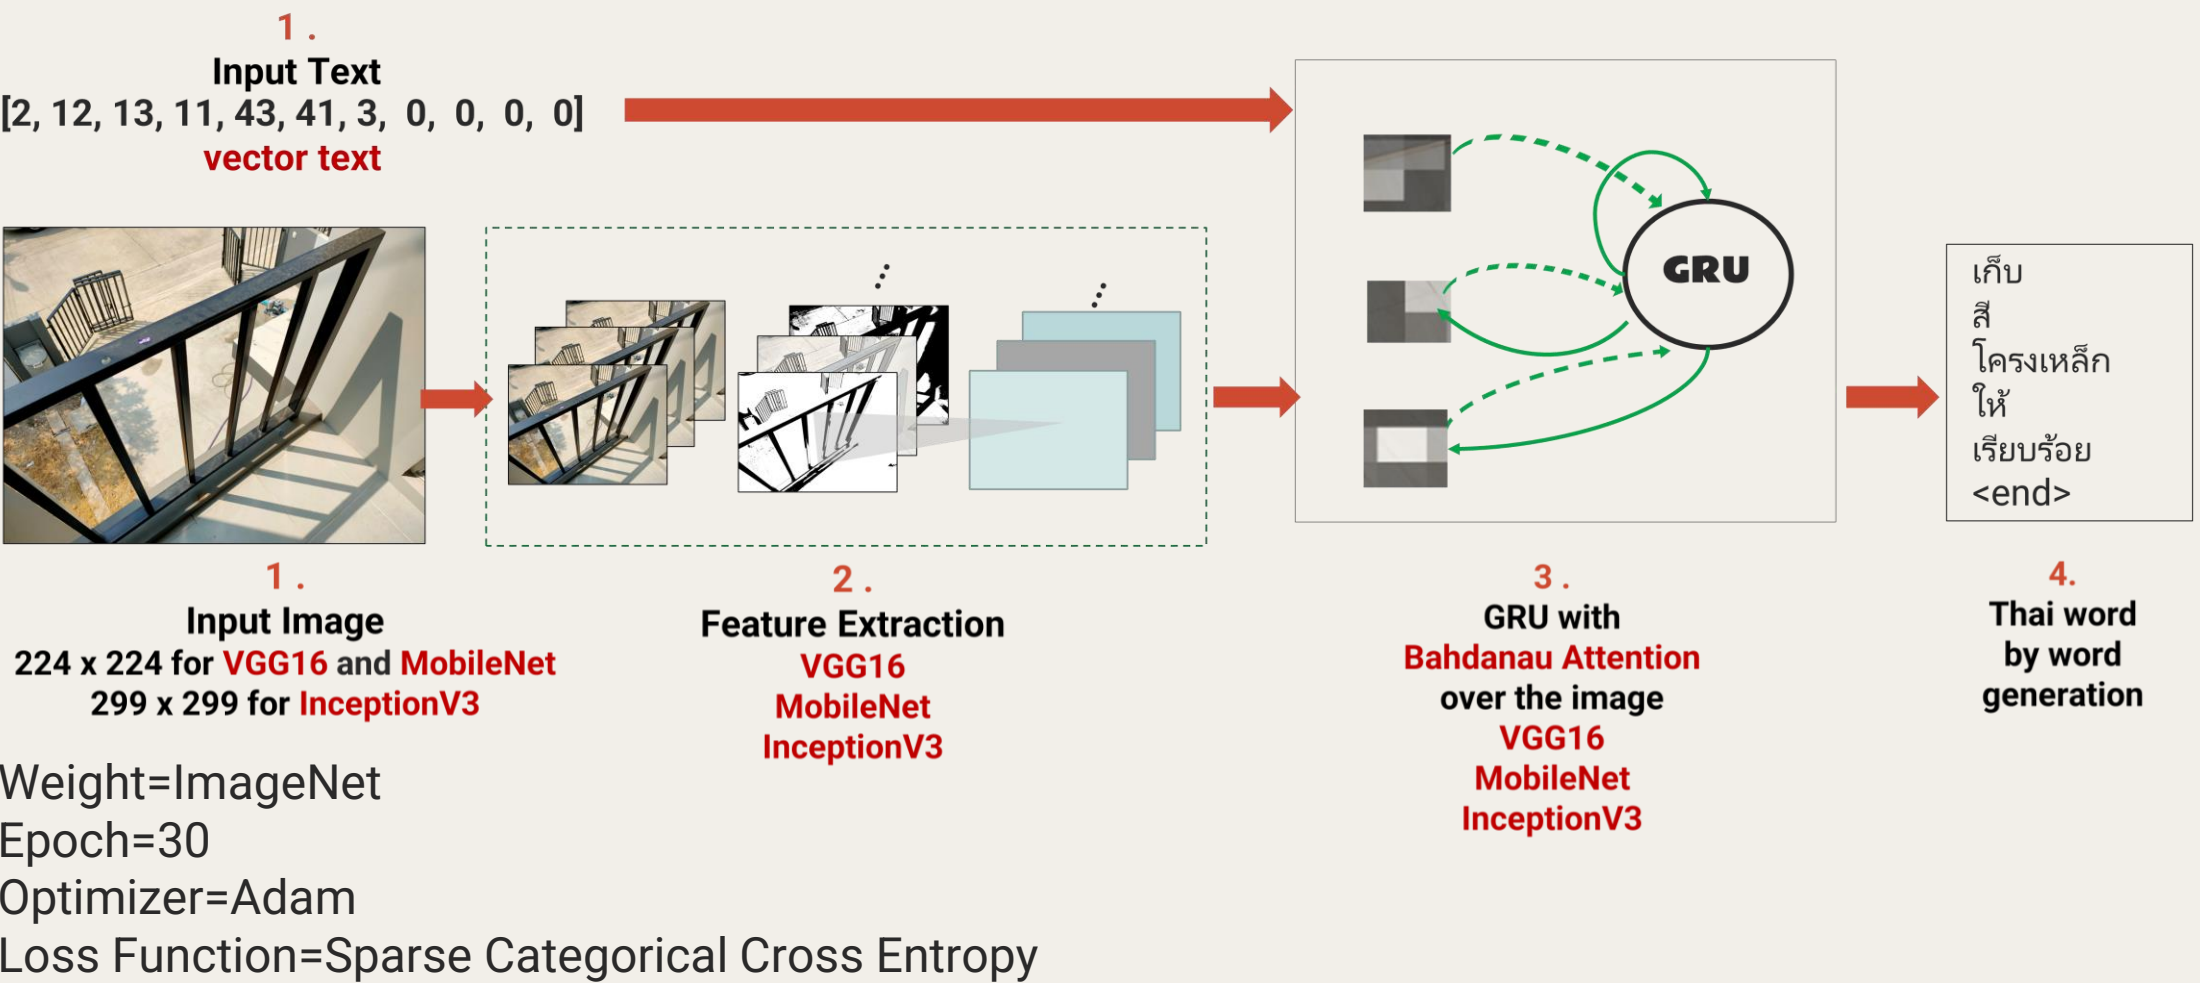 1 .
Input Text
[2, 12, 13, 11, 43, 41, 3, 0, 0, 0, 0]
vector text
1 .
Input Image
224 x 224 for VGG16 and MobileNet
299 x 299 for InceptionV3
2 .
Feature Extraction
VGG16
MobileNet
InceptionV3
GRU
3 .
GRU with
Bahdanau Attention
over the image
VGG16
MobileNet
InceptionV3
เก็บ
สี
โครงเหล็ก
ให้
เรียบร้อย
<end>
4.
Thai word
by word
generation
Weight=ImageNet
Epoch=30
Optimizer=Adam
Loss Function=Sparse Categorical Cross Entropy